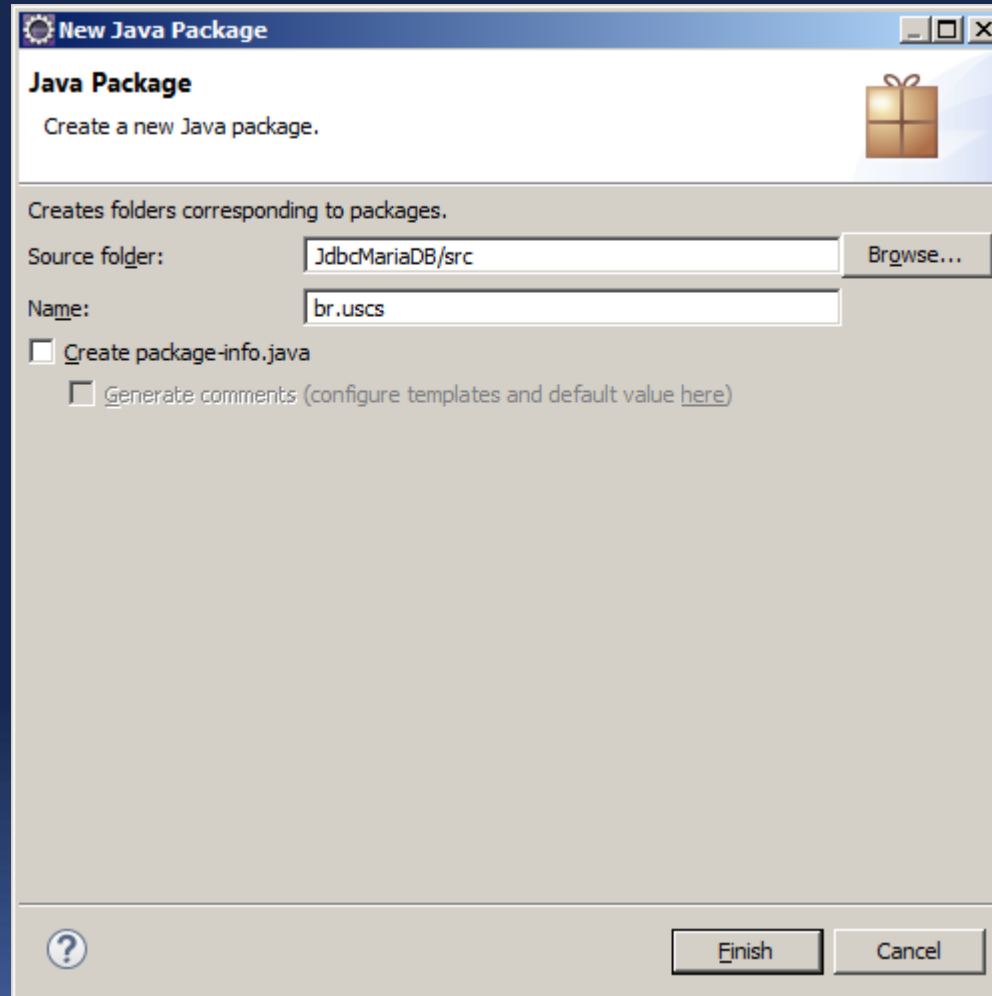 New Java Package
Java Package
Create a new Java package.
Creates folders corresponding to packages.
Source folder: JdbcMariaDB/src Browse...
Name: br.uscs
Create package-info.java
Generate comments (configure templates and default value here)
Finish Cancel